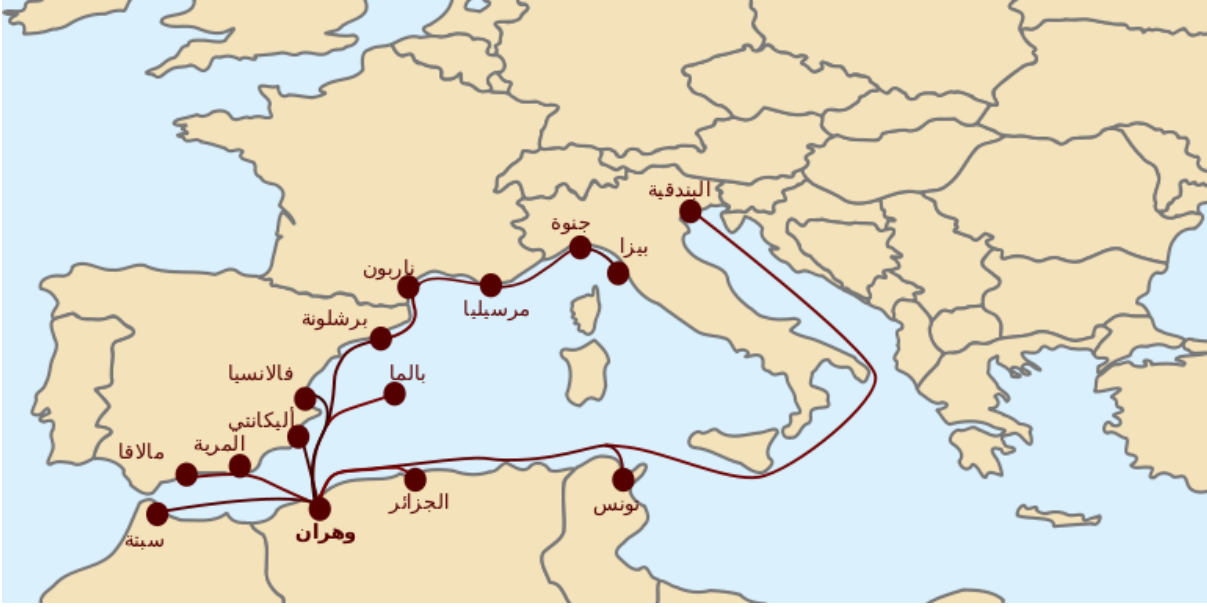 البندقية
جنوة
بيزا
ناربون
مرسيليا
برشلونة
فالانسيا
بالما
أليكانتي
المرية
مالاقا
الجزائر
تونس
وهران
سبتة